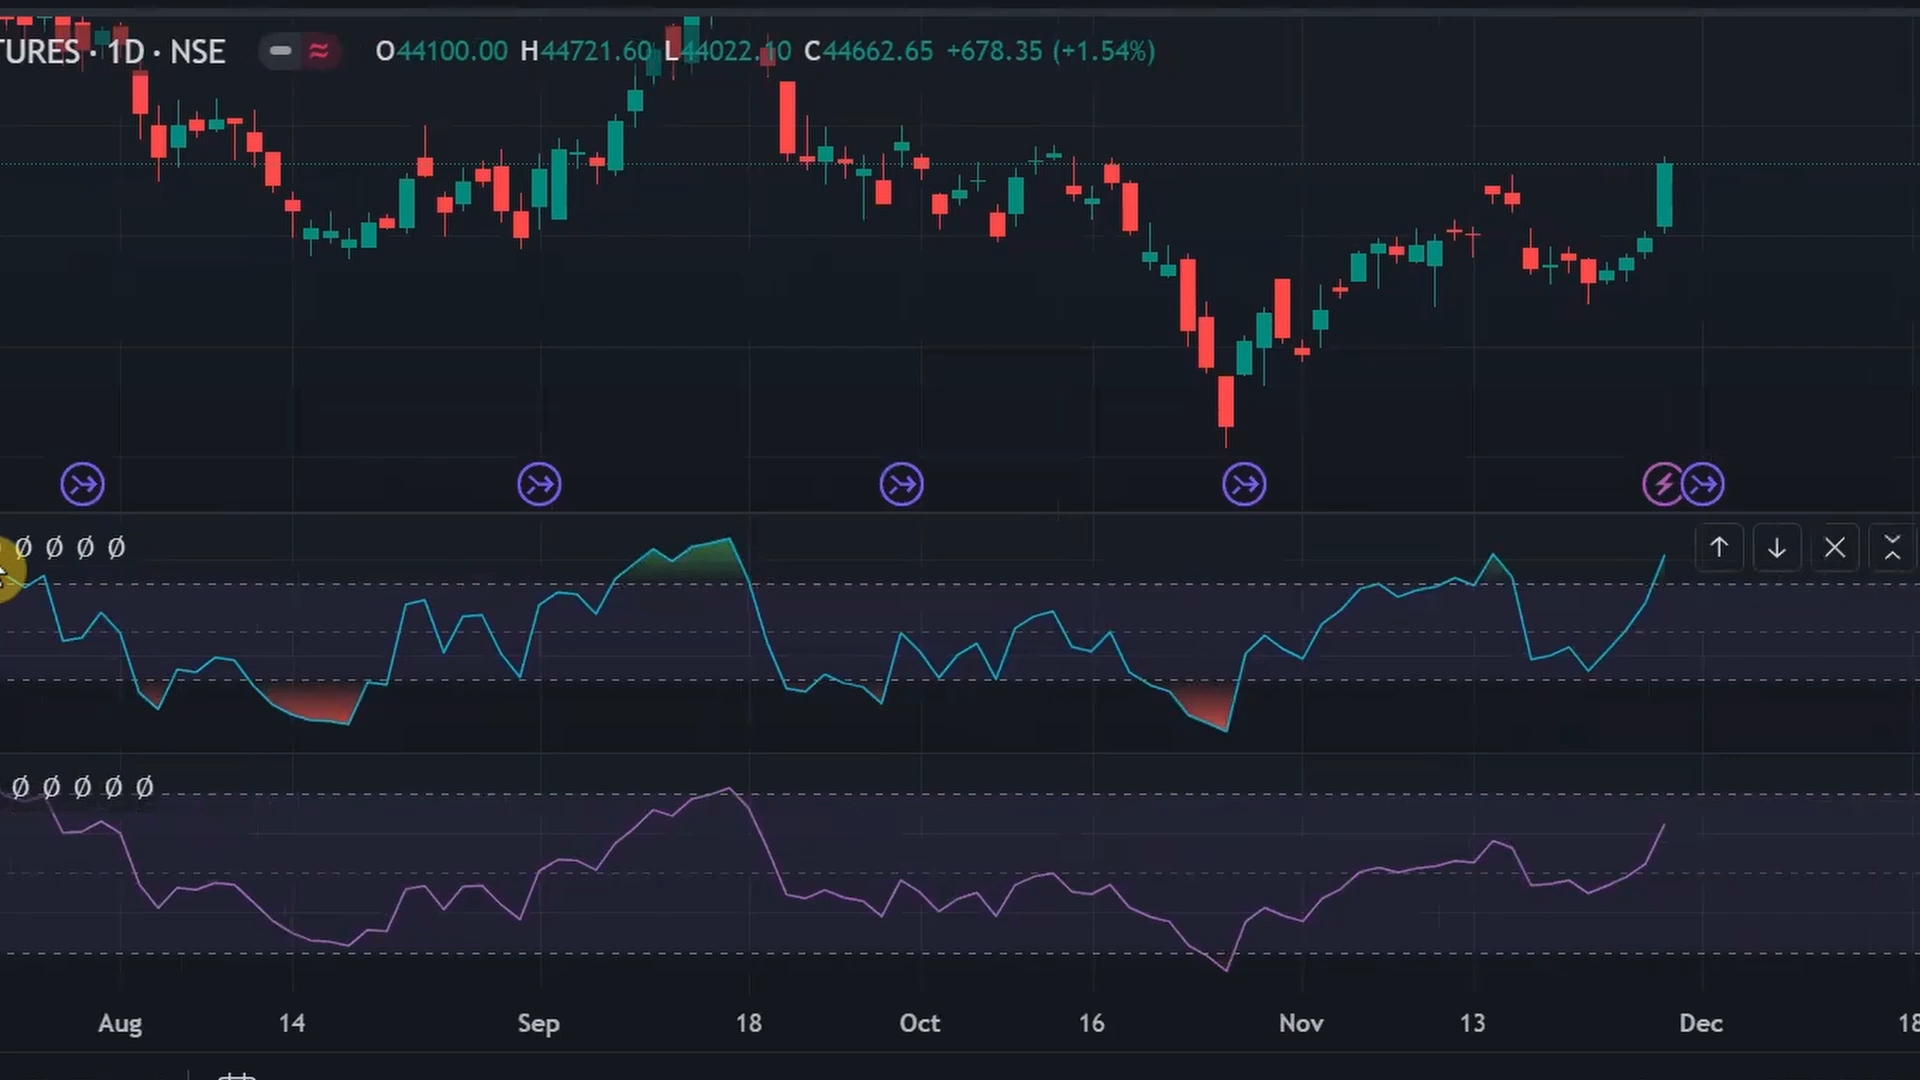 TURES · 1D · NSE O44100.00 H44721.60 L44022.10 C44662.65 +678.35 (+1.54%)
Ø Ø Ø Ø
Ø Ø Ø Ø Ø
Aug 14 Sep 18 Oct 16 Nov 13 Dec 18